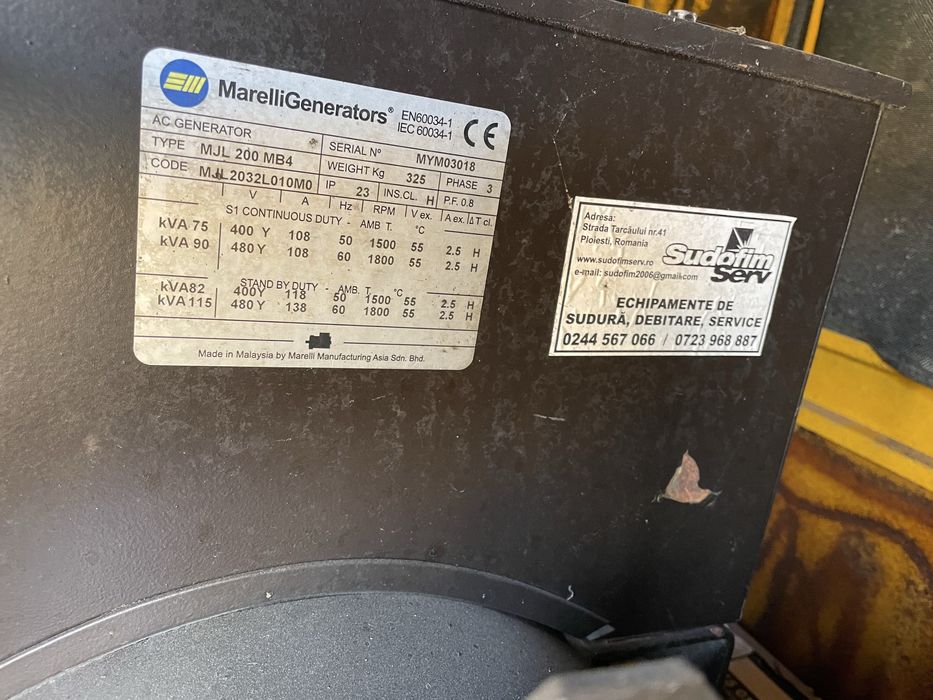 MarelliGenerators® EN60034-1
IEC 60034-1 CE
AC GENERATOR
SERIAL Nº MYM03018
TYPE MJL 200 MB4
WEIGHT Kg 325 PHASE 3
CODE MJL2032L010M0
IP 23 INS.CL. H P.F. 0.8
V A Hz RPM V ex. A ex. ΔT cl.
S1 CONTINUOUS DUTY - AMB T. °C
kVA 75 400 Y 108 50 1500 55 2.5 H
kVA 90 480 Y 108 60 1800 55 2.5 H
STAND BY DUTY - AMB. T. °C
kVA82 400Y 118 50 1500 55 2.5 H
kVA115 480Y 138 60 1800 55 2.5 H
Made in Malaysia by Marelli Manufacturing Asia Sdn. Bhd.
Adresa:
Strada Tarcăului nr.41
Ploiesti, Romania
www.sudofimserv.ro
e-mail: sudofim2006@gmail.com
Sudofim
Serv
ECHIPAMENTE DE
SUDURĂ, DEBITARE, SERVICE
0244 567 066 / 0723 968 887